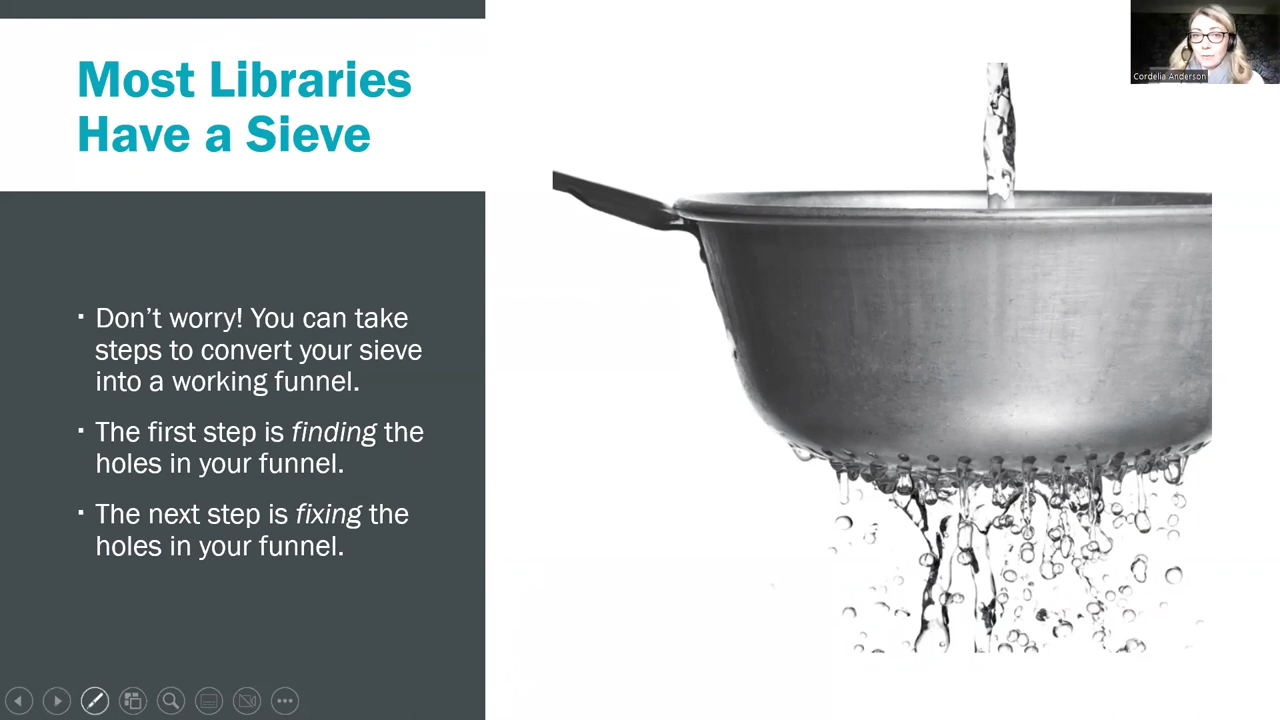 Most Libraries
Have a Sieve
Cordelia Anderson
▪ Don’t worry! You can take
steps to convert your sieve
into a working funnel.
▪ The first step is finding the
holes in your funnel.
▪ The next step is fixing the
holes in your funnel.